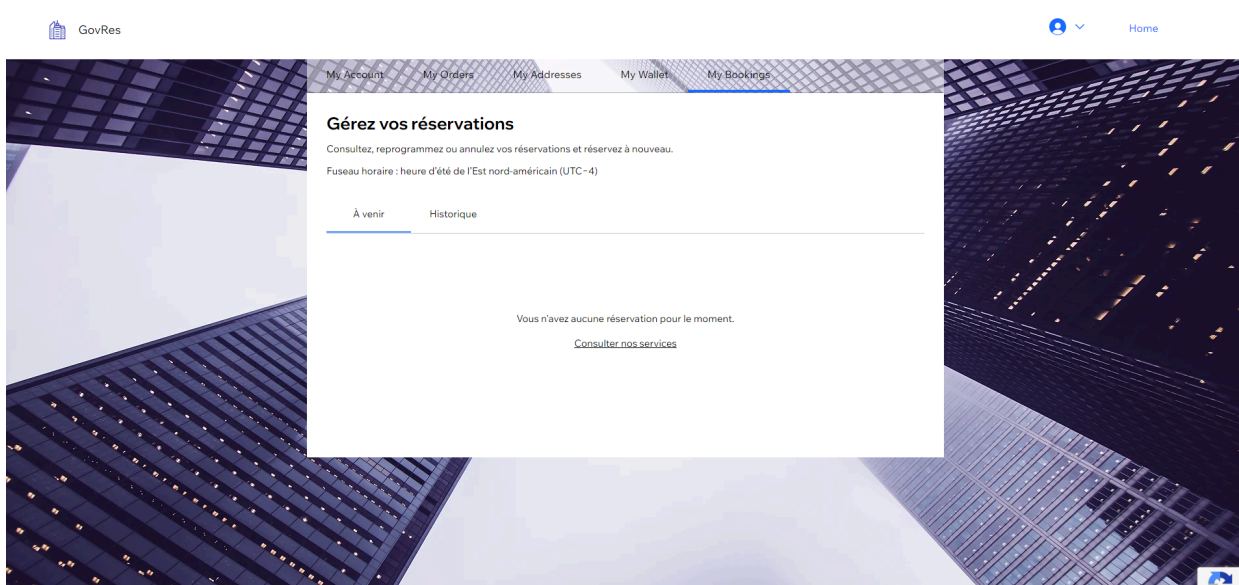 GovRes
Home
My Account My Orders My Addresses My Wallet My Bookings
Gérez vos réservations
Consultez, reprogrammez ou annulez vos réservations et réservez à nouveau.
Fuseau horaire : heure d'été de l'Est nord-américain (UTC−4)
À venir Historique
Vous n'avez aucune réservation pour le moment.
Consulter nos services